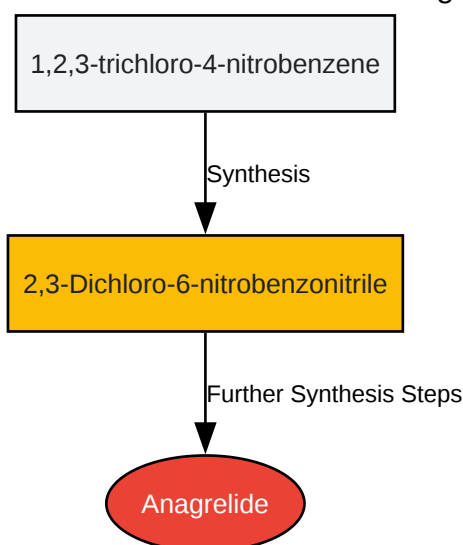 1,2,3-trichloro-4-nitrobenzene
Synthesis
2,3-Dichloro-6-nitrobenzonitrile
Further Synthesis Steps
Anagrelide